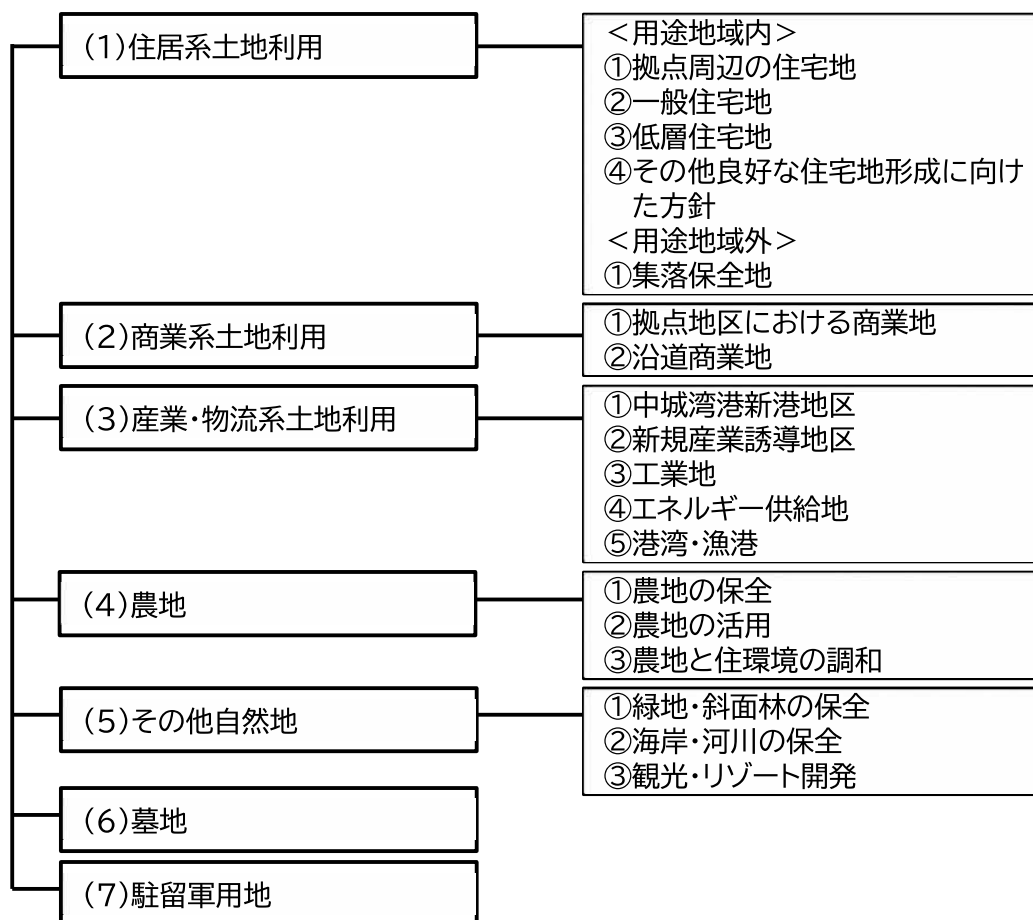 (1)住居系土地利用
＜用途地域内＞
①拠点周辺の住宅地
②一般住宅地
③低層住宅地
④その他良好な住宅地形成に向け
た方針
＜用途地域外＞
①集落保全地
(2)商業系土地利用
①拠点地区における商業地
②沿道商業地
(3)産業・物流系土地利用
①中城湾港新港地区
②新規産業誘導地区
③工業地
④エネルギー供給地
⑤港湾・漁港
(4)農地
①農地の保全
②農地の活用
③農地と住環境の調和
(5)その他自然地
①緑地・斜面林の保全
②海岸・河川の保全
③観光・リゾート開発
(6)墓地
(7)駐留軍用地